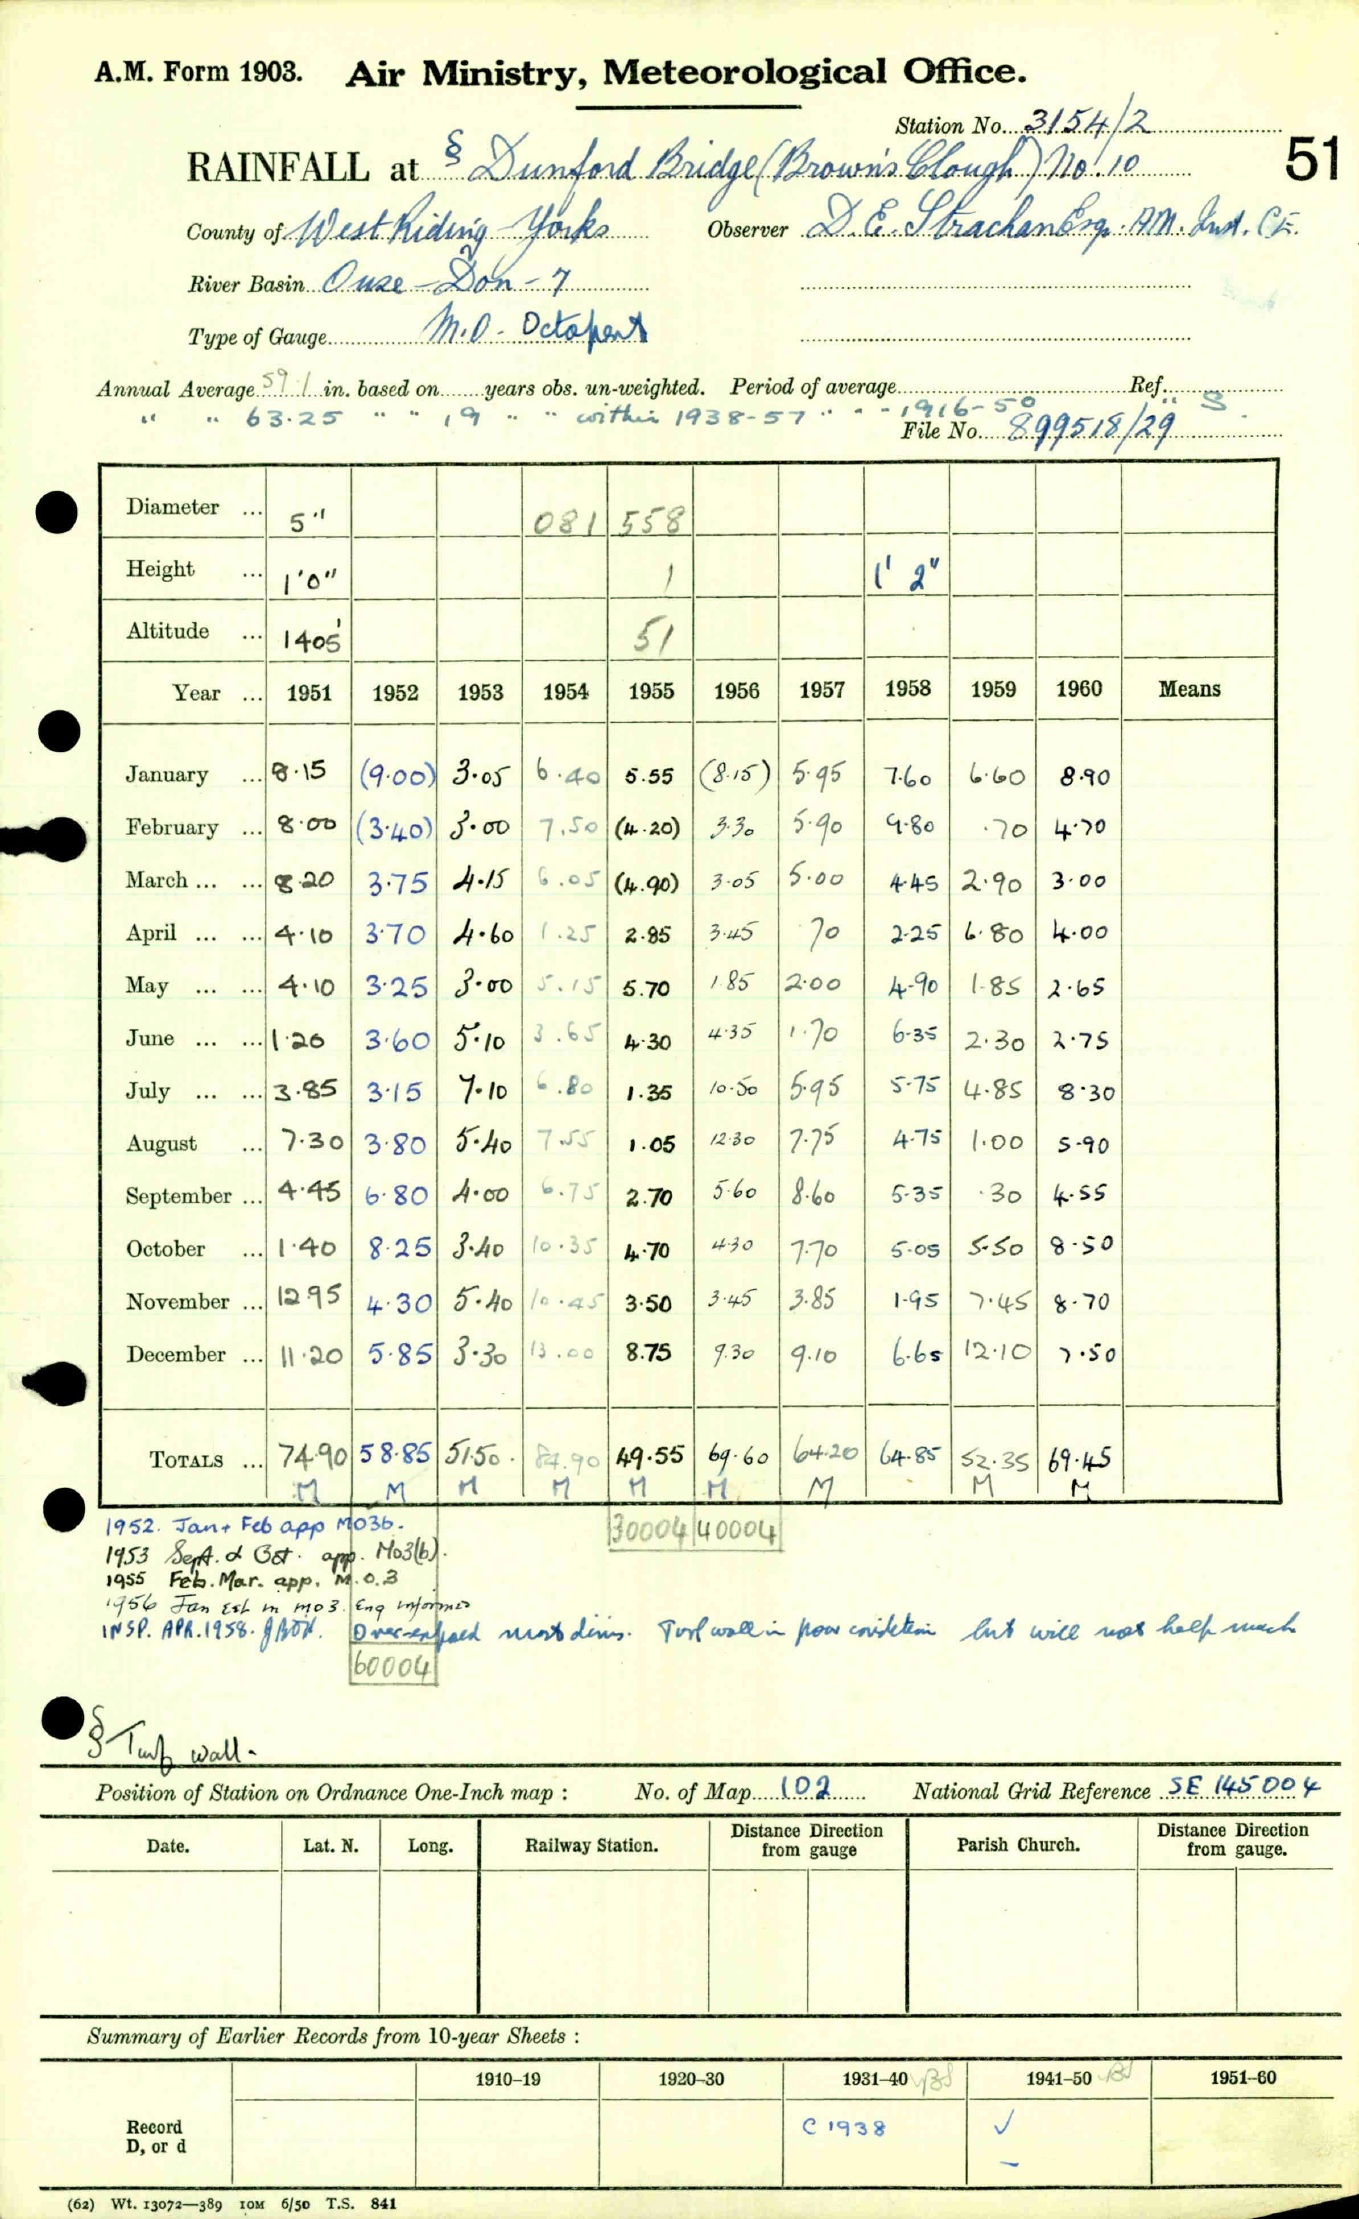 A.M. Form 1903. Air Ministry, Meteorological Office.
Station No. 3154/2
51
RAINFALL at § Dunford Bridge (Brown's Clough) No. 10
County of West Riding Yorks Observer D. E. Strachan Esq. A.M. Inst. C.E.
River Basin Ouse - Don - 7
Type of Gauge M.O. Octapent
Annual Average 59.1 in. based on ...... years obs. un-weighted. Period of average ...... Ref. ......
" " 63.25 " " 19 " " within 1938-57 " " - 1916-50 " S.
File No. 899518/29
Diameter ... 5" 081 558
Height ... 1'0" 1 1' 2"
Altitude ... 1405' 51
Year ... 1951 1952 1953 1954 1955 1956 1957 1958 1959 1960 Means
January ... 8.15 (9.00) 3.05 6.40 5.55 (8.15) 5.95 7.60 6.60 8.90
February ... 8.00 (3.40) 3.00 7.50 (4.20) 3.30 5.90 9.80 .70 4.70
March ... ... 8.20 3.75 4.15 6.05 (4.90) 3.05 5.00 4.45 2.90 3.00
April ... ... 4.10 3.70 4.60 1.25 2.85 3.45 .70 2.25 6.80 4.00
May ... ... 4.10 3.25 3.00 5.15 5.70 1.85 2.00 4.90 1.85 2.65
June ... ... 1.20 3.60 5.10 3.65 4.30 4.35 1.70 6.35 2.30 2.75
July ... ... 3.85 3.15 7.10 6.80 1.35 10.50 5.95 5.75 4.85 8.30
August ... 7.30 3.80 5.40 7.55 1.05 12.30 7.75 4.75 1.00 5.90
September ... 4.45 6.80 4.00 6.75 2.70 5.60 8.60 5.35 .30 4.55
October ... 1.40 8.25 3.40 10.35 4.70 4.30 7.70 5.05 5.50 8.50
November ... 12.95 4.30 5.40 10.45 3.50 3.45 3.85 1.95 7.45 8.70
December ... 11.20 5.85 3.30 13.00 8.75 9.30 9.10 6.65 12.10 7.50
TOTALS ... 74.90 58.85 51.50 84.90 49.55 69.60 64.20 64.85 52.35 69.45
M M M M M M M M M
1952. Jan + Feb app MO3b.
30004 40004
1953 Sept. & Oct. app. Mo3(b).
1955 Feb. Mar. app. M.O.3
1956 Jan Est in mo3. Enq informed
INSP. APR. 1958. Over-exposed most dirns. Turf wall in poor condition but will not help much
60004
§ Turf wall.
Position of Station on Ordnance One-Inch map : No. of Map 102 National Grid Reference SE 145004
Date. Lat. N. Long. Railway Station. Distance from Direction gauge Parish Church. Distance from Direction gauge.
Summary of Earlier Records from 10-year Sheets :
1910-19 1920-30 1931-40 1941-50 1951-60
Record D, or d C 1938 ✓
–
(62) Wt. 13072—389 10M 6/50 T.S. 841